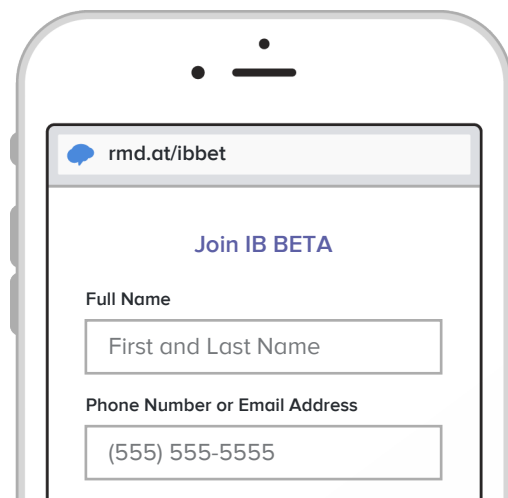 rmd.at/ibbet
Join IB BETA
Full Name
First and Last Name
Phone Number or Email Address
(555) 555-5555